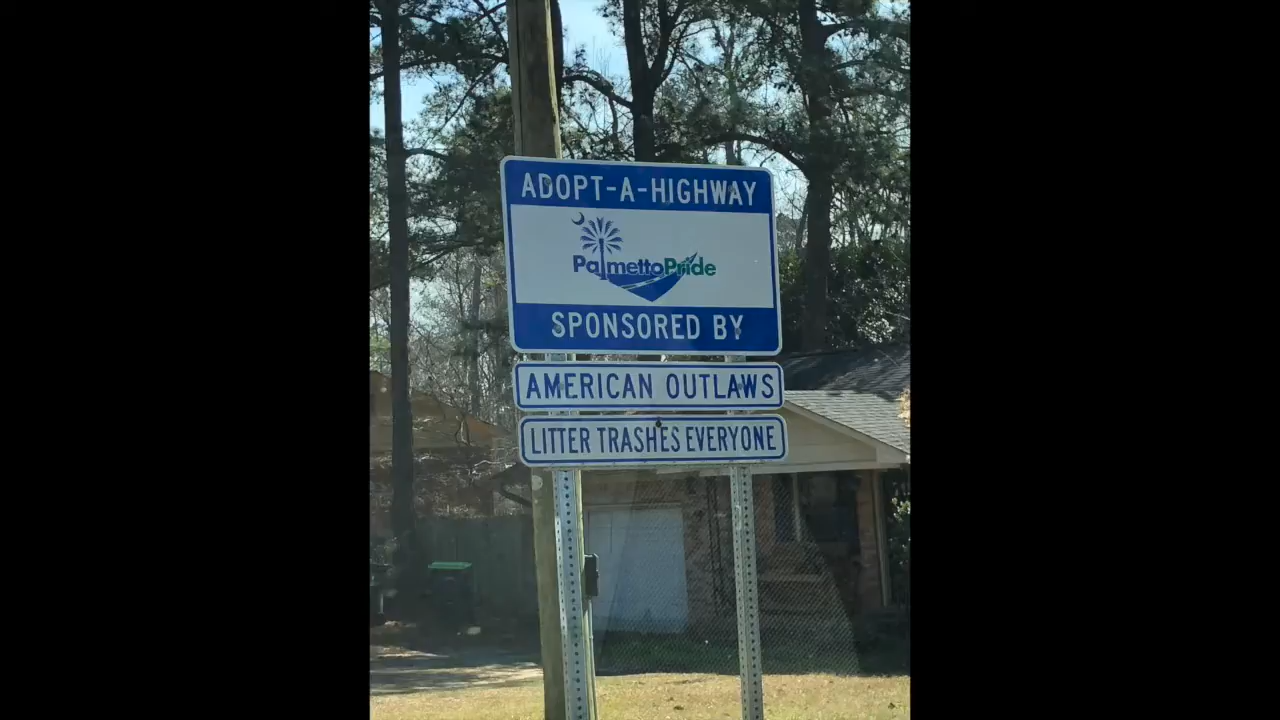 ADOPT-A-HIGHWAY
PalmettoPride
SPONSORED BY
AMERICAN OUTLAWS
LITTER TRASHES EVERYONE